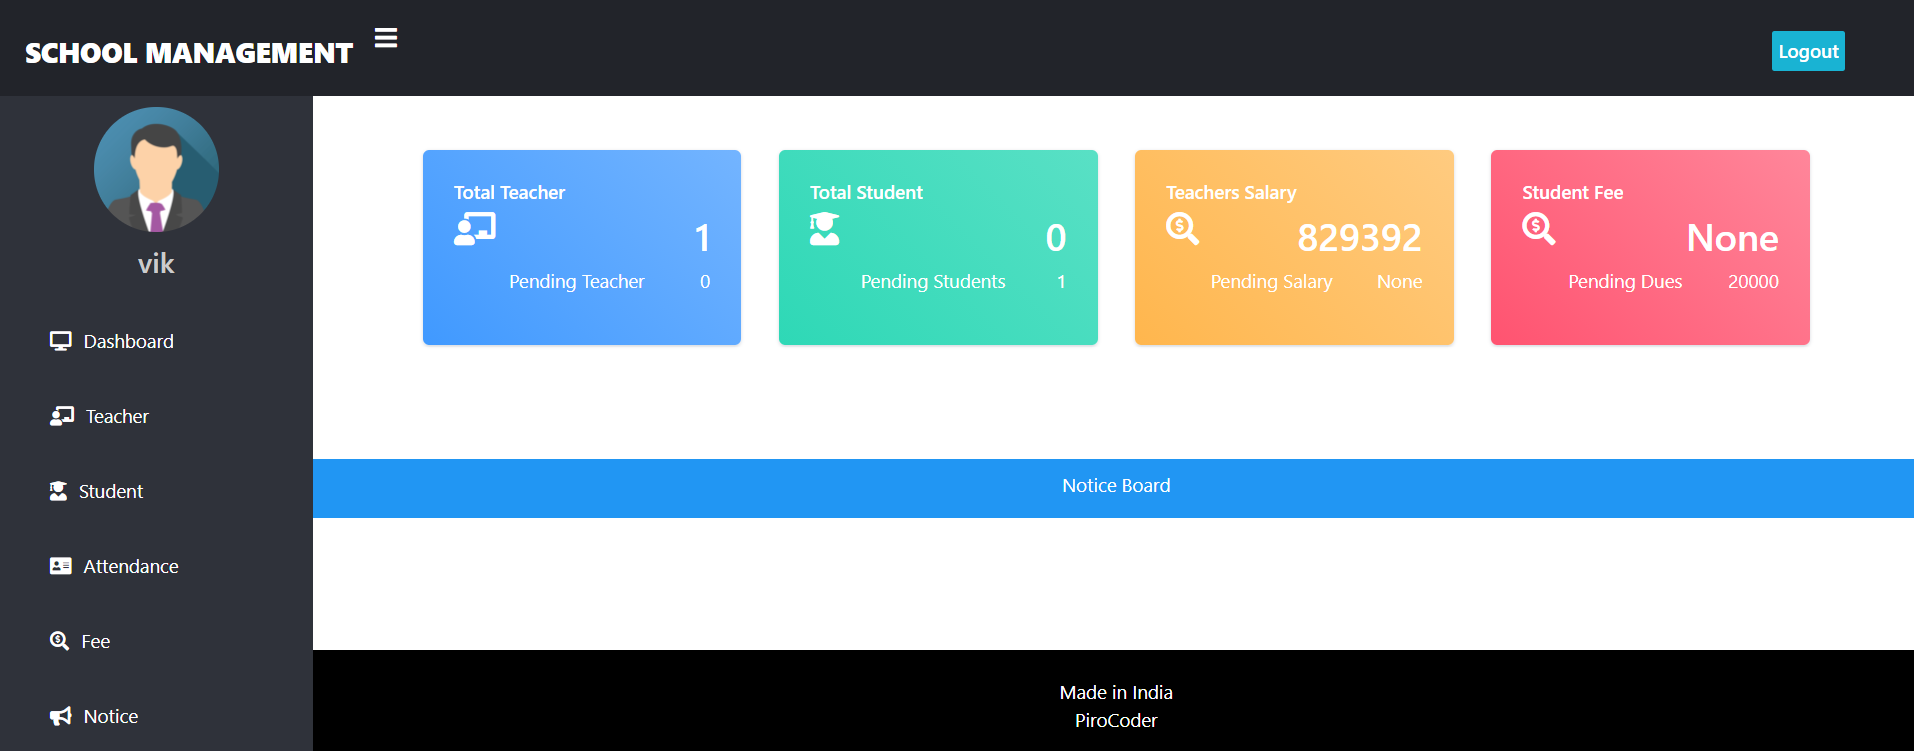 SCHOOL MANAGEMENT
Logout
vik
Dashboard
Teacher
Student
Attendance
Fee
Notice
Total Teacher
1
Pending Teacher 0
Total Student
0
Pending Students 1
Teachers Salary
829392
Pending Salary None
Student Fee
None
Pending Dues 20000
Notice Board
Made in India
PiroCoder